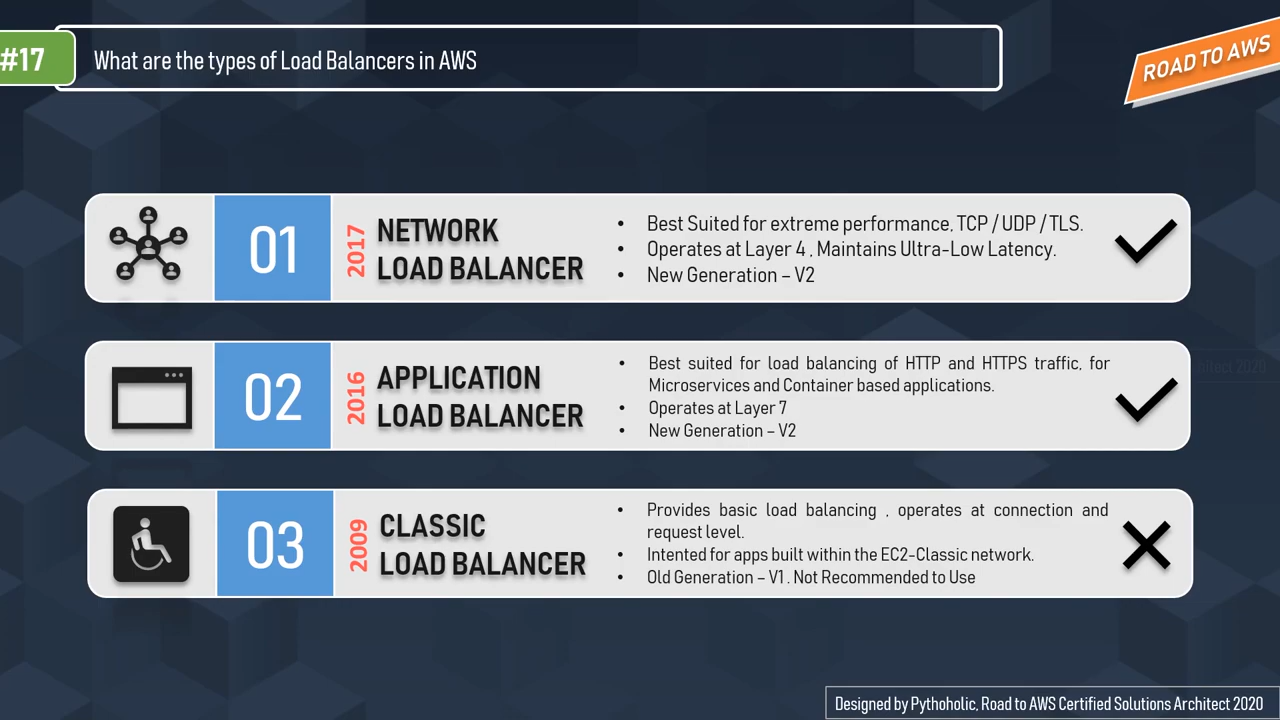 #17
What are the types of Load Balancers in AWS
ROAD TO AWS
01
2017
NETWORK
LOAD BALANCER
• Best Suited for extreme performance, TCP / UDP / TLS.
• Operates at Layer 4 , Maintains Ultra-Low Latency.
• New Generation – V2
02
2016
APPLICATION
LOAD BALANCER
• Best suited for load balancing of HTTP and HTTPS traffic, for
Microservices and Container based applications.
• Operates at Layer 7
• New Generation – V2
03
2009
CLASSIC
LOAD BALANCER
• Provides basic load balancing , operates at connection and
request level.
• Intented for apps built within the EC2-Classic network.
• Old Generation – V1 , Not Recommended to Use
Designed by Pythoholic, Road to AWS Certified Solutions Architect 2020